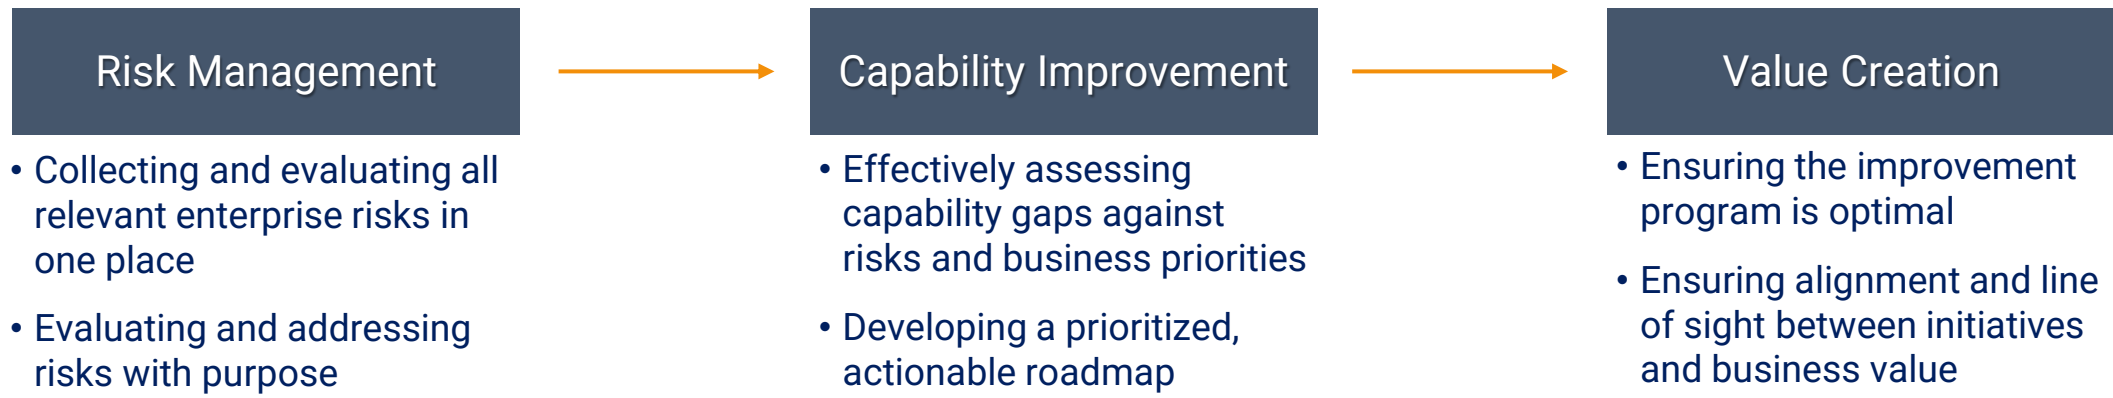 Risk Management
• Collecting and evaluating all
relevant enterprise risks in
one place
• Evaluating and addressing
risks with purpose
Capability Improvement
• Effectively assessing
capability gaps against
risks and business priorities
• Developing a prioritized,
actionable roadmap
Value Creation
• Ensuring the improvement
program is optimal
• Ensuring alignment and line
of sight between initiatives
and business value